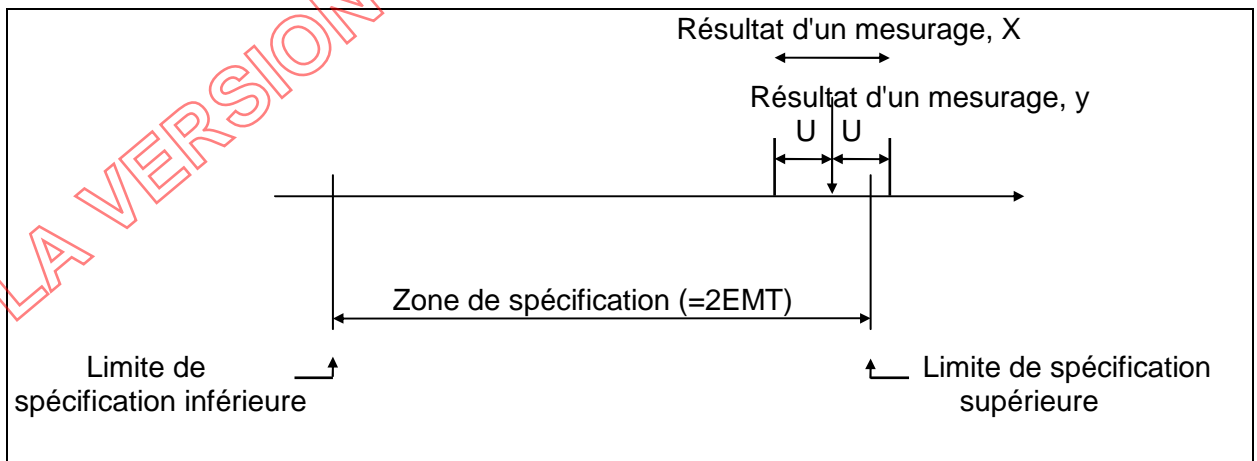 Résultat d'un mesurage, X
Résultat d'un mesurage, y
U U
Zone de spécification (=2EMT)
Limite de
spécification inférieure
Limite de spécification
supérieure
LA VERSION